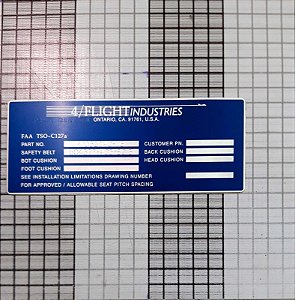 4/FLIGHT INDUSTRIES
ONTARIO, CA. 91761, U.S.A.
FAA TSO-C127a
PART NO. CUSTOMER PN.
SAFETY BELT BACK CUSHION
BOT CUSHION HEAD CUSHION
FOOT CUSHION
SEE INSTALLATION LIMITATIONS DRAWING NUMBER
FOR APPROVED / ALLOWABLE SEAT PITCH SPACING